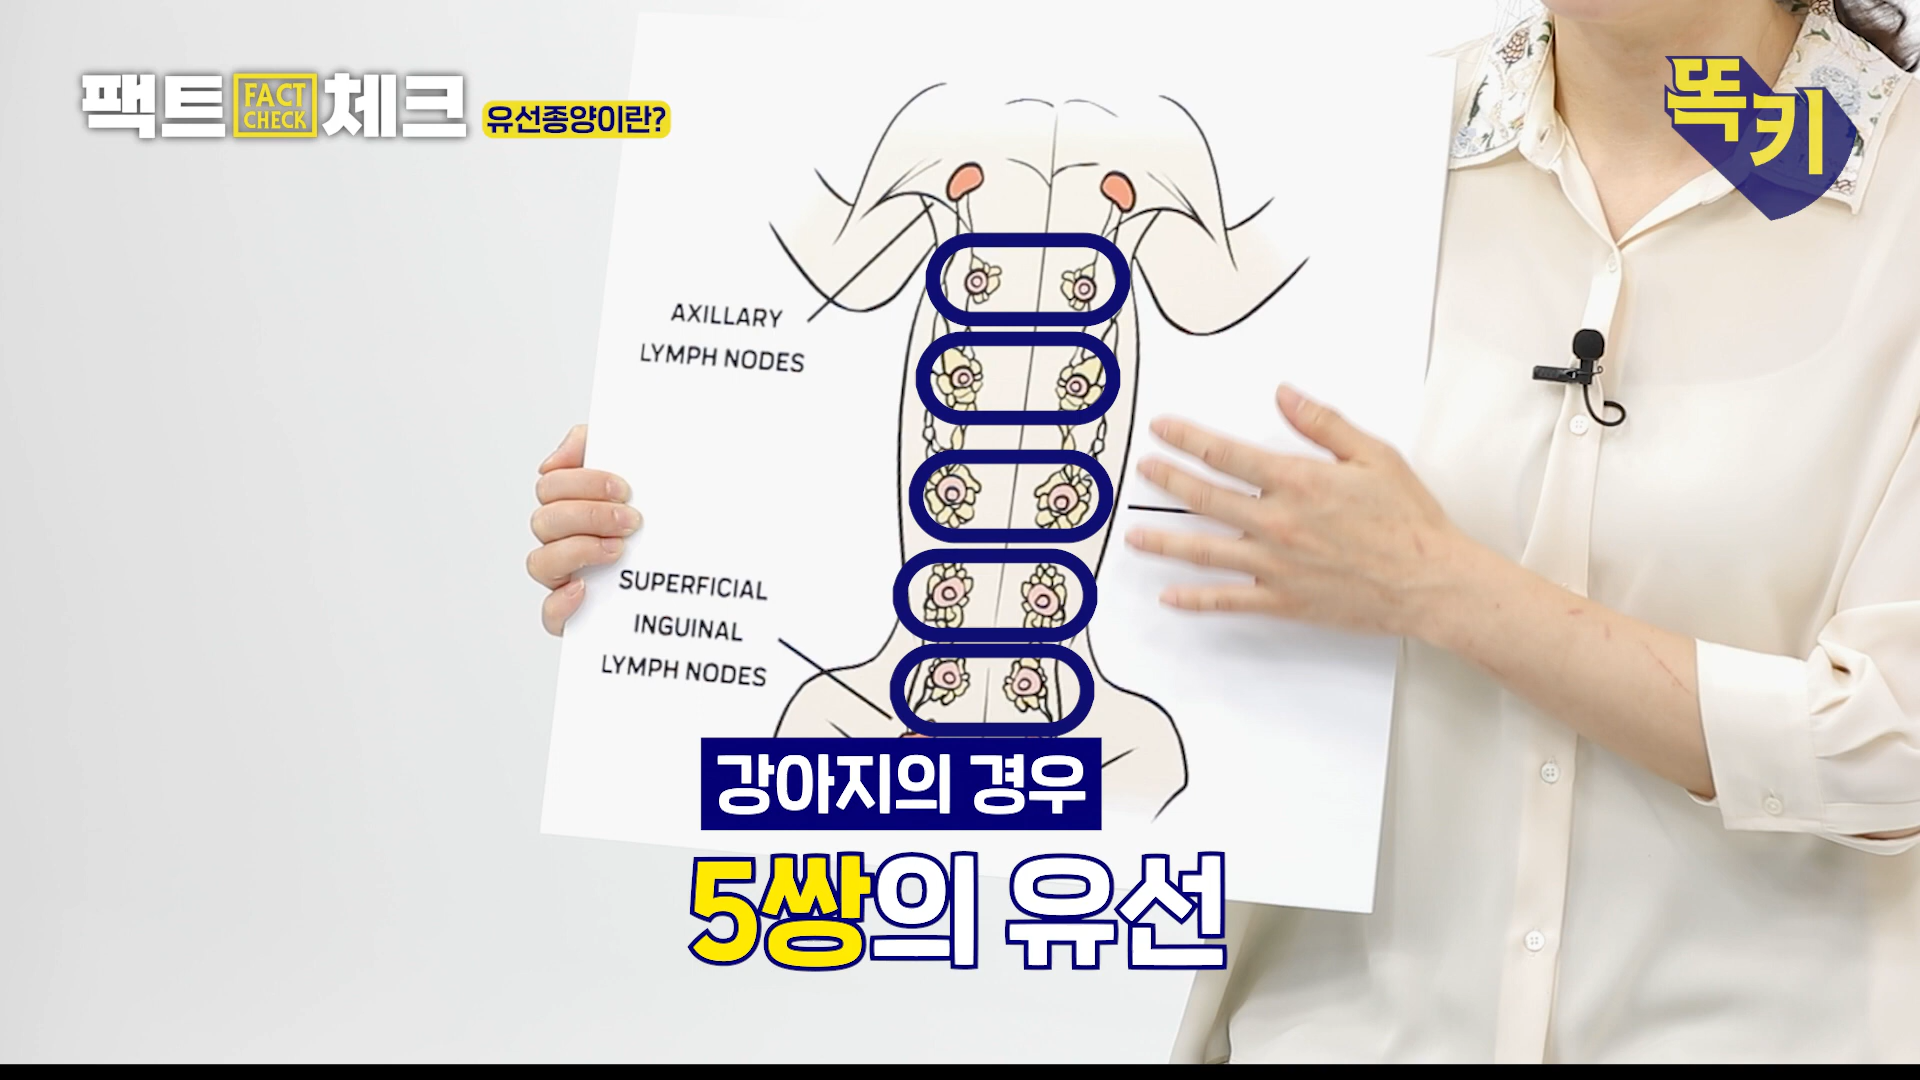 팩트 FACT CHECK 체크
유선종양이란?
똑키
AXILLARY
LYMPH NODES
SUPERFICIAL
INGUINAL
LYMPH NODES
강아지의 경우
5쌍의 유선